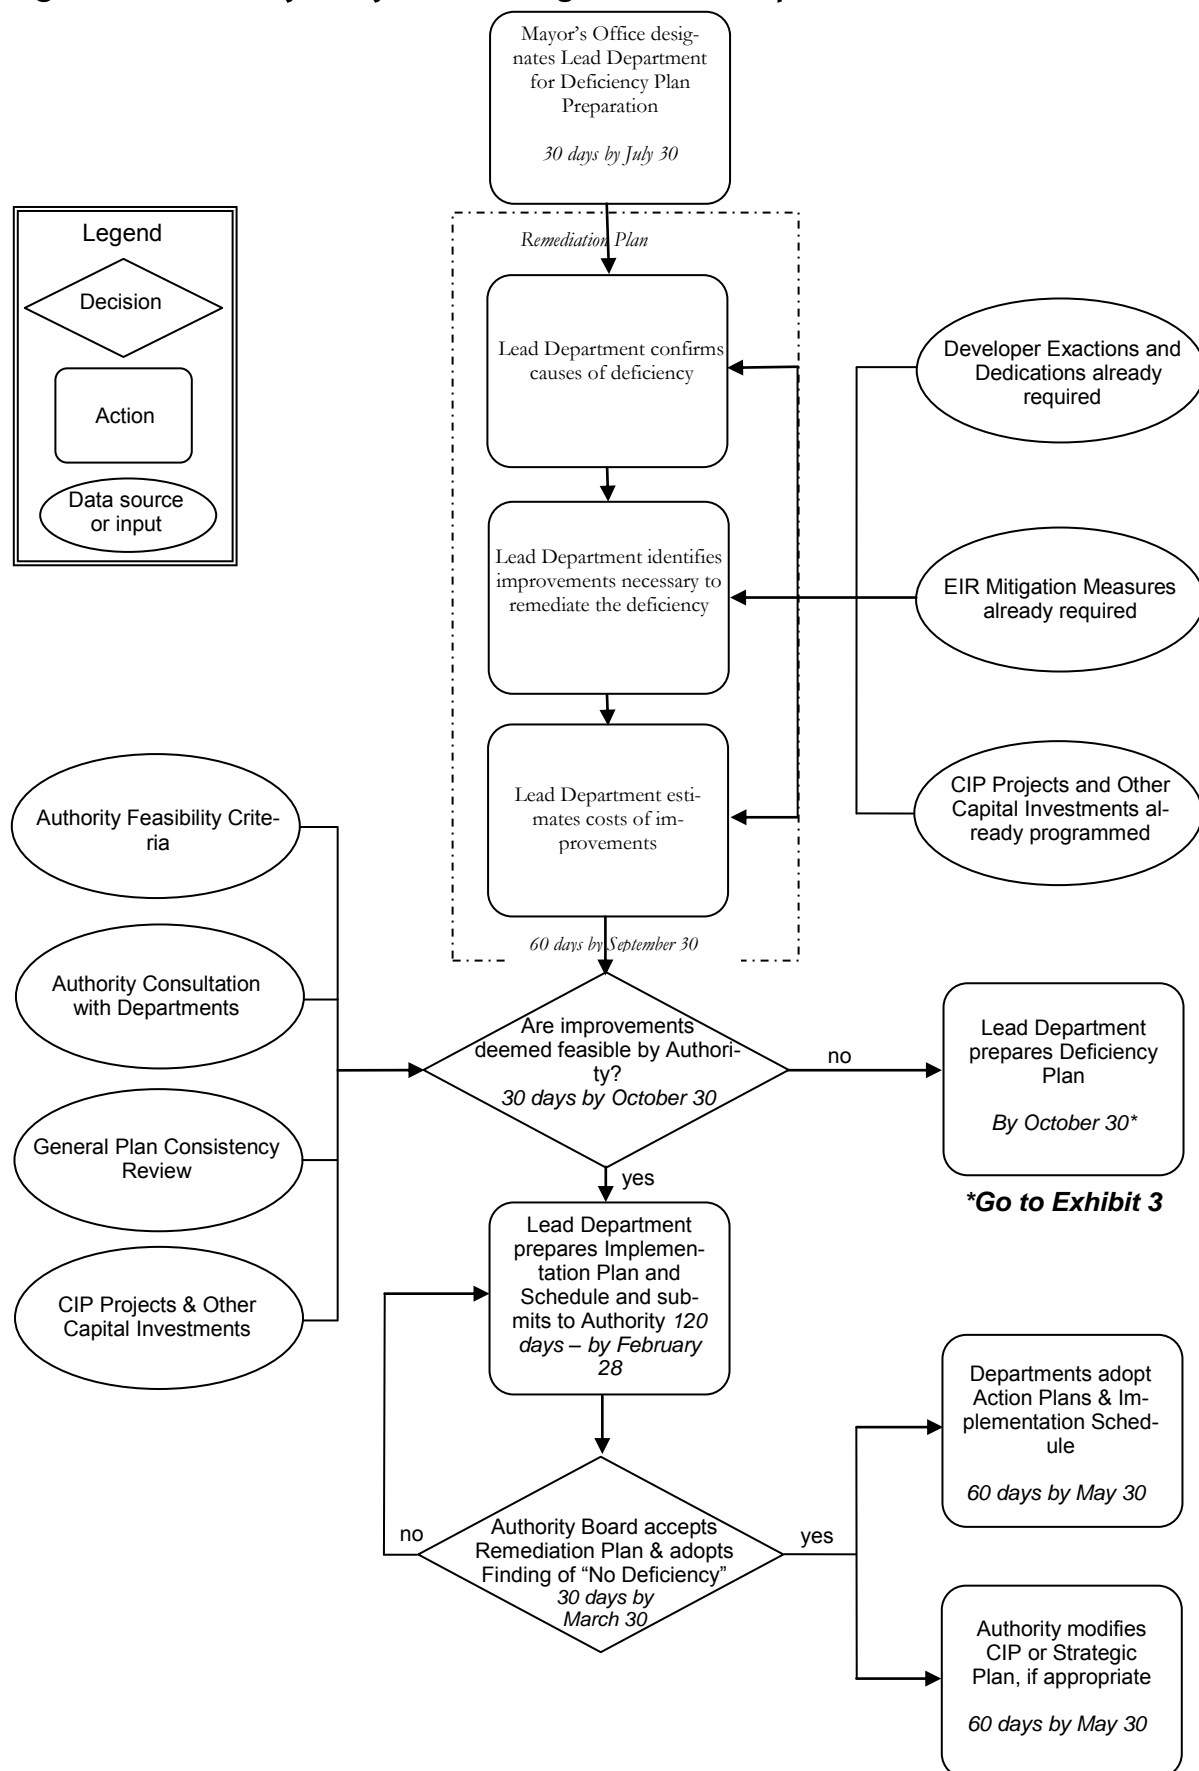 Mayor's Office desig-
nates Lead Department
for Deficiency Plan
Preparation
30 days by July 30
Legend
Decision
Action
Data source
or input
Remediation Plan
Lead Department confirms
causes of deficiency
Developer Exactions and
Dedications already
required
Lead Department identifies
improvements necessary to
remediate the deficiency
EIR Mitigation Measures
already required
Lead Department esti-
mates costs of im-
provements
CIP Projects and Other
Capital Investments al-
ready programmed
60 days by September 30
Authority Feasibility Crite-
ria
Authority Consultation
with Departments
General Plan Consistency
Review
CIP Projects & Other
Capital Investments
Are improvements
deemed feasible by Authori-
ty?
30 days by October 30
no
Lead Department
prepares Deficiency
Plan
By October 30*
*Go to Exhibit 3
yes
Lead Department
prepares Implemen-
tation Plan and
Schedule and sub-
mits to Authority 120
days – by February
28
no
Authority Board accepts
Remediation Plan & adopts
Finding of “No Deficiency”
30 days by
March 30
yes
Departments adopt
Action Plans & Im-
plementation Sched-
ule
60 days by May 30
Authority modifies
CIP or Strategic
Plan, if appropriate
60 days by May 30